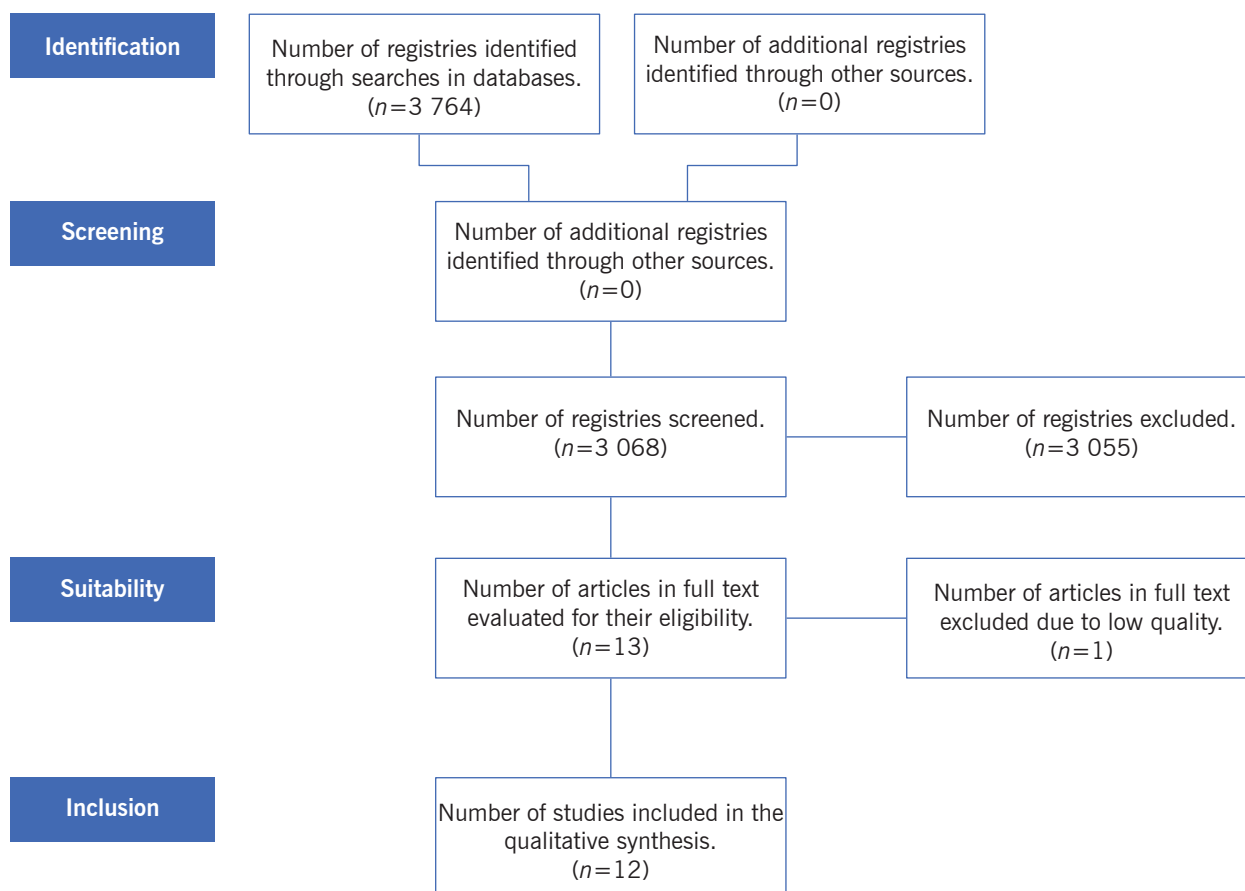 Identification
Number of registries identified
through searches in databases.
(n=3 764)
Number of additional registries
identified through other sources.
(n=0)
Screening
Number of additional registries
identified through other sources.
(n=0)
Number of registries screened.
(n=3 068)
Number of registries excluded.
(n=3 055)
Suitability
Number of articles in full text
evaluated for their eligibility.
(n=13)
Number of articles in full text
excluded due to low quality.
(n=1)
Inclusion
Number of studies included in the
qualitative synthesis.
(n=12)